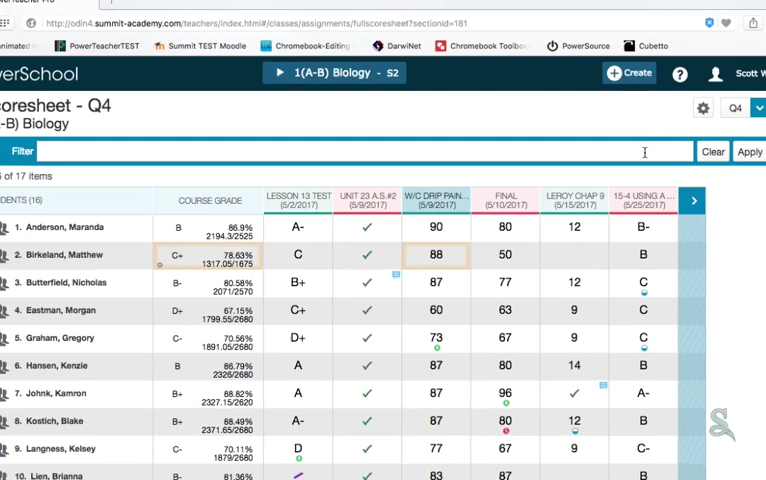 odin4.summit-academy.com/teachers/index.html#/classes/assignments/fullscoresheet?sectionId=181
PowerTeacherTEST Summit TEST Moodle Chromebook-Editing DarwiNet Chromebook Toolbox PowerSource Cubetto
werSchool 1(A-B) Biology - S2 Create ? Scott W
oresheet - Q4 Q4
A-B) Biology
Filter Clear Apply
of 17 items
DENTS (16) COURSE GRADE LESSON 13 TEST (5/2/2017) UNIT 23 A.S.#2 (5/9/2017) W/C DRIP PAIN... (5/9/2017) FINAL (5/10/2017) LEROY CHAP 9 (5/15/2017) 15-4 USING A ... (5/25/2017)
1. Anderson, Maranda B 86.9% 2194.3/2525 A- ✓ 90 80 12 B-
2. Birkeland, Matthew C+ 78.63% 1317.05/1675 C ✓ 88 50 B
3. Butterfield, Nicholas B- 80.58% 2071/2570 B+ ✓ 87 77 12 C
4. Eastman, Morgan D+ 67.15% 1799.55/2680 C+ ✓ 60 63 9 C
5. Graham, Gregory C- 70.56% 1891.05/2680 D+ ✓ 73 67 9 C
6. Hansen, Kenzie B 86.79% 2326/2680 A ✓ 87 80 14 B
7. Johnk, Kamron B+ 88.82% 2327.15/2620 A ✓ 87 96 ✓ A-
8. Kostich, Blake B+ 88.49% 2371.65/2680 A- ✓ 87 80 12 B
9. Langness, Kelsey C- 70.11% 1879/2680 D ✓ 77 67 9 C-
10. Lien, Brianna B- 81.36% ✓ 83 87 B